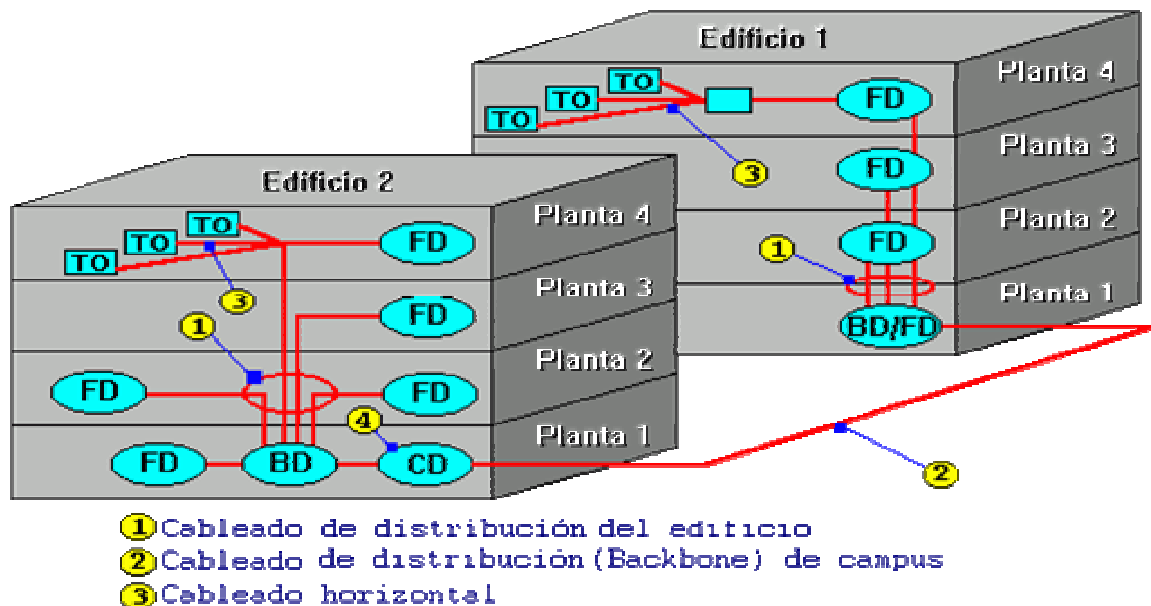 Edificio 1
Planta 4
TO
TO
TO
FD
3
Planta 3
FD
Planta 2
FD
1
Planta 1
BD/FD
Edificio 2
Planta 4
TO
TO
TO
FD
3
Planta 3
FD
1
Planta 2
FD
FD
4
Planta 1
FD
BD
CD
2
1 Cableado de distribución del edificio
2 Cableado de distribución (Backbone) de campus
3 Cableado horizontal